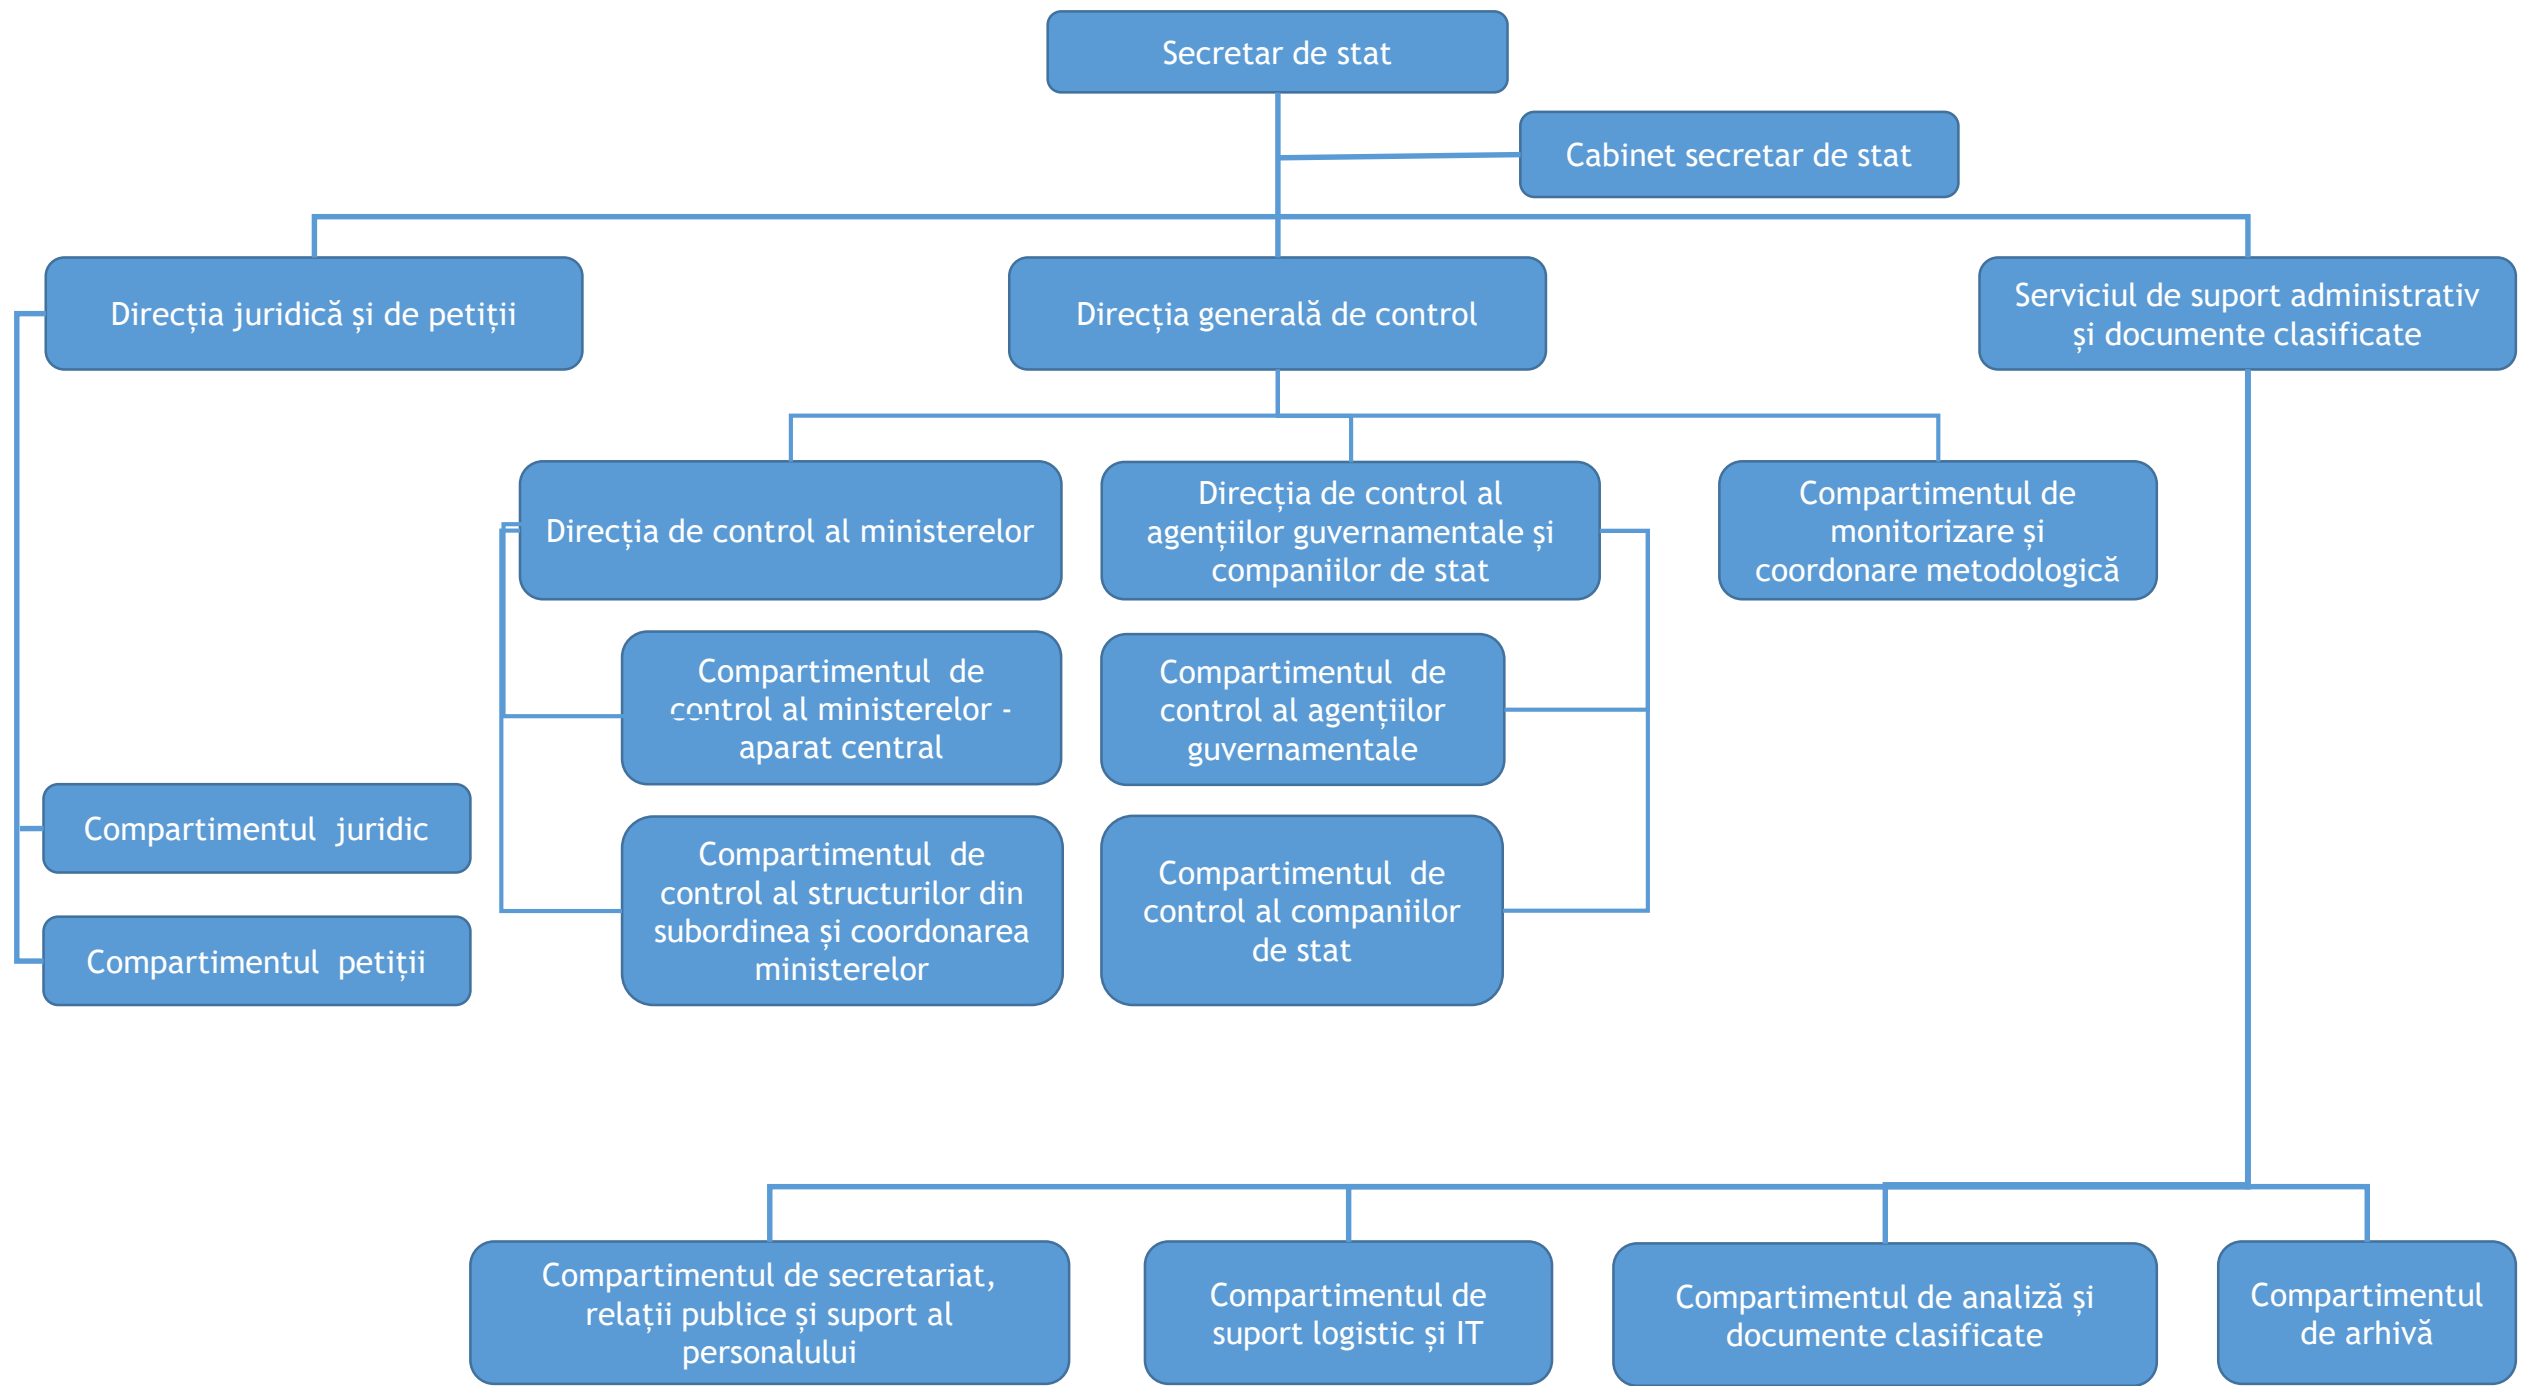 Secretar de stat
Cabinet secretar de stat
Direcția juridică și de petiții
Direcția generală de control
Serviciul de suport administrativ
și documente clasificate
Direcția de control al ministerelor
Direcția de control al
agențiilor guvernamentale și
companiilor de stat
Compartimentul de
monitorizare și
coordonare metodologică
Compartimentul  de
control al ministerelor -
aparat central
Compartimentul  de
control al agențiilor
guvernamentale
Compartimentul  juridic
Compartimentul  de
control al structurilor din
subordinea și coordonarea
ministerelor
Compartimentul  de
control al companiilor
de stat
Compartimentul  petiții
Compartimentul de secretariat,
relații publice și suport al
personalului
Compartimentul de
suport logistic și IT
Compartimentul de analiză și
documente clasificate
Compartimentul
de arhivă